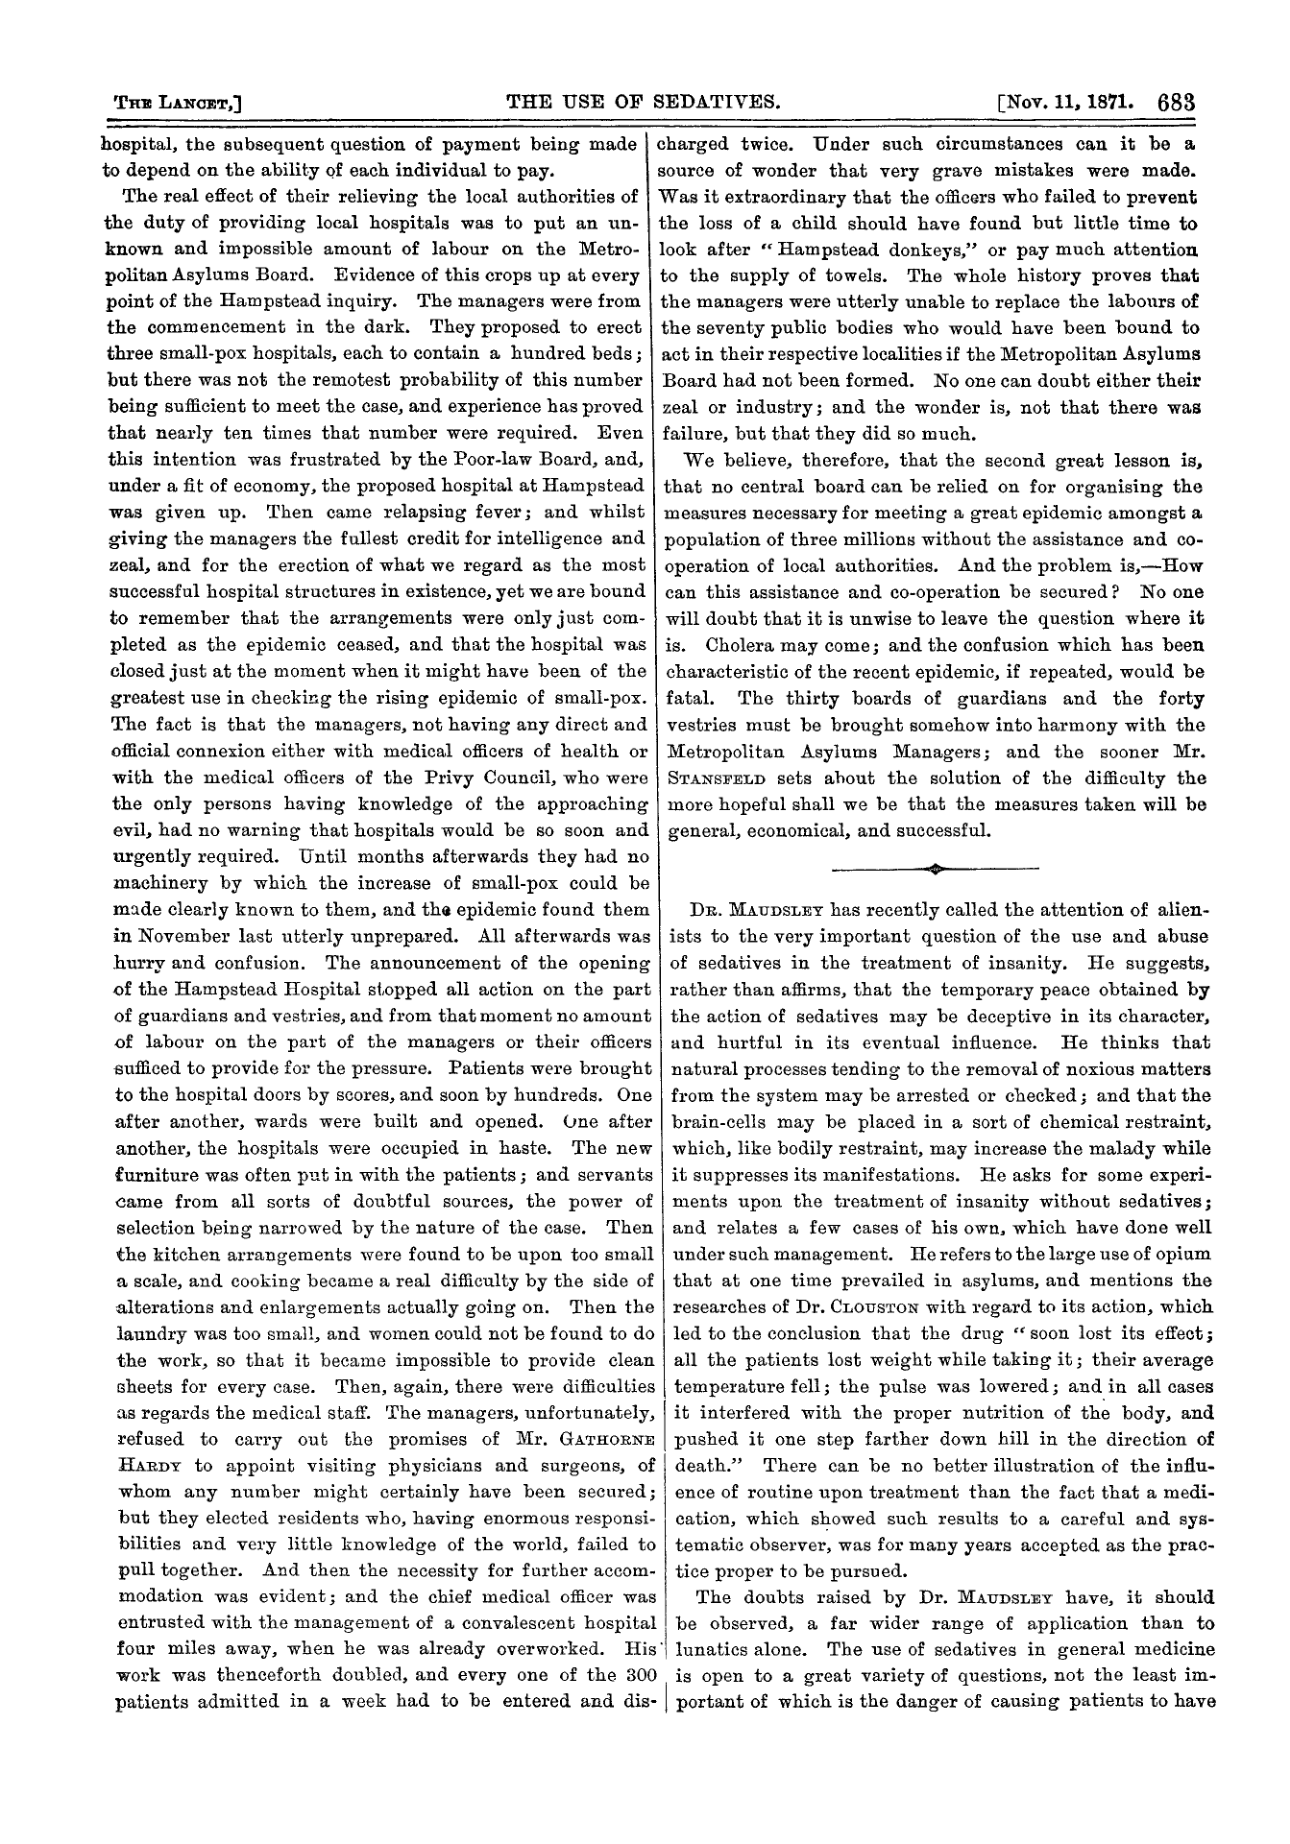 THE LANCET,] THE USE OF SEDATIVES. [NOV. 11, 1871. 683
hospital, the subsequent question of payment being made
to depend on the ability of each individual to pay.
The real effect of their relieving the local authorities of
the duty of providing local hospitals was to put an un-
known and impossible amount of labour on the Metro-
politan Asylums Board. Evidence of this crops up at every
point of the Hampstead inquiry. The managers were from
the commencement in the dark. They proposed to erect
three small-pox hospitals, each to contain a hundred beds;
but there was not the remotest probability of this number
being sufficient to meet the case, and experience has proved
that nearly ten times that number were required. Even
this intention was frustrated by the Poor-law Board, and,
under a fit of economy, the proposed hospital at Hampstead
was given up. Then came relapsing fever; and whilst
giving the managers the fullest credit for intelligence and
zeal, and for the erection of what we regard as the most
successful hospital structures in existence, yet we are bound
to remember that the arrangements were only just com-
pleted as the epidemic ceased, and that the hospital was
closed just at the moment when it might have been of the
greatest use in checking the rising epidemic of small-pox.
The fact is that the managers, not having any direct and
official connexion either with medical officers of health or
with the medical officers of the Privy Council, who were
the only persons having knowledge of the approaching
evil, had no warning that hospitals would be so soon and
urgently required. Until months afterwards they had no
machinery by which the increase of small-pox could be
made clearly known to them, and the epidemic found them
in November last utterly unprepared. All afterwards was
hurry and confusion. The announcement of the opening
of the Hampstead Hospital stopped all action on the part
of guardians and vestries, and from that moment no amount
of labour on the part of the managers or their officers
sufficed to provide for the pressure. Patients were brought
to the hospital doors by scores, and soon by hundreds. One
after another, wards were built and opened. One after
another, the hospitals were occupied in haste. The new
furniture was often put in with the patients; and servants
came from all sorts of doubtful sources, the power of
selection being narrowed by the nature of the case. Then
the kitchen arrangements were found to be upon too small
a scale, and cooking became a real difficulty by the side of
alterations and enlargements actually going on. Then the
laundry was too small, and women could not be found to do
the work, so that it became impossible to provide clean
sheets for every case. Then, again, there were difficulties
as regards the medical staff. The managers, unfortunately,
refused to carry out the promises of Mr. GATHORNE
HARDY to appoint visiting physicians and surgeons, of
whom any number might certainly have been secured;
but they elected residents who, having enormous responsi-
bilities and very little knowledge of the world, failed to
pull together. And then the necessity for further accom-
modation was evident; and the chief medical officer was
entrusted with the management of a convalescent hospital
four miles away, when he was already overworked. His
work was thenceforth doubled, and every one of the 300
patients admitted in a week had to be entered and dis-
charged twice. Under such circumstances can it be a
source of wonder that very grave mistakes were made.
Was it extraordinary that the officers who failed to prevent
the loss of a child should have found but little time to
look after "Hampstead donkeys," or pay much attention
to the supply of towels. The whole history proves that
the managers were utterly unable to replace the labours of
the seventy public bodies who would have been bound to
act in their respective localities if the Metropolitan Asylums
Board had not been formed. No one can doubt either their
zeal or industry; and the wonder is, not that there was
failure, but that they did so much.
We believe, therefore, that the second great lesson is,
that no central board can be relied on for organising the
measures necessary for meeting a great epidemic amongst a
population of three millions without the assistance and co-
operation of local authorities. And the problem is,—How
can this assistance and co-operation be secured? No one
will doubt that it is unwise to leave the question where it
is. Cholera may come; and the confusion which has been
characteristic of the recent epidemic, if repeated, would be
fatal. The thirty boards of guardians and the forty
vestries must be brought somehow into harmony with the
Metropolitan Asylums Managers; and the sooner Mr.
STANSFELD sets about the solution of the difficulty the
more hopeful shall we be that the measures taken will be
general, economical, and successful.
DR. MAUDSLEY has recently called the attention of alien-
ists to the very important question of the use and abuse
of sedatives in the treatment of insanity. He suggests,
rather than affirms, that the temporary peace obtained by
the action of sedatives may be deceptive in its character,
and hurtful in its eventual influence. He thinks that
natural processes tending to the removal of noxious matters
from the system may be arrested or checked; and that the
brain-cells may be placed in a sort of chemical restraint,
which, like bodily restraint, may increase the malady while
it suppresses its manifestations. He asks for some experi-
ments upon the treatment of insanity without sedatives;
and relates a few cases of his own, which have done well
under such management. He refers to the large use of opium
that at one time prevailed in asylums, and mentions the
researches of Dr. CLOUSTON with regard to its action, which
led to the conclusion that the drug "soon lost its effect;
all the patients lost weight while taking it; their average
temperature fell; the pulse was lowered; and in all cases
it interfered with the proper nutrition of the body, and
pushed it one step farther down hill in the direction of
death." There can be no better illustration of the influ-
ence of routine upon treatment than the fact that a medi-
cation, which showed such results to a careful and sys-
tematic observer, was for many years accepted as the prac-
tice proper to be pursued.
The doubts raised by Dr. MAUDSLEY have, it should
be observed, a far wider range of application than to
lunatics alone. The use of sedatives in general medicine
is open to a great variety of questions, not the least im-
portant of which is the danger of causing patients to have